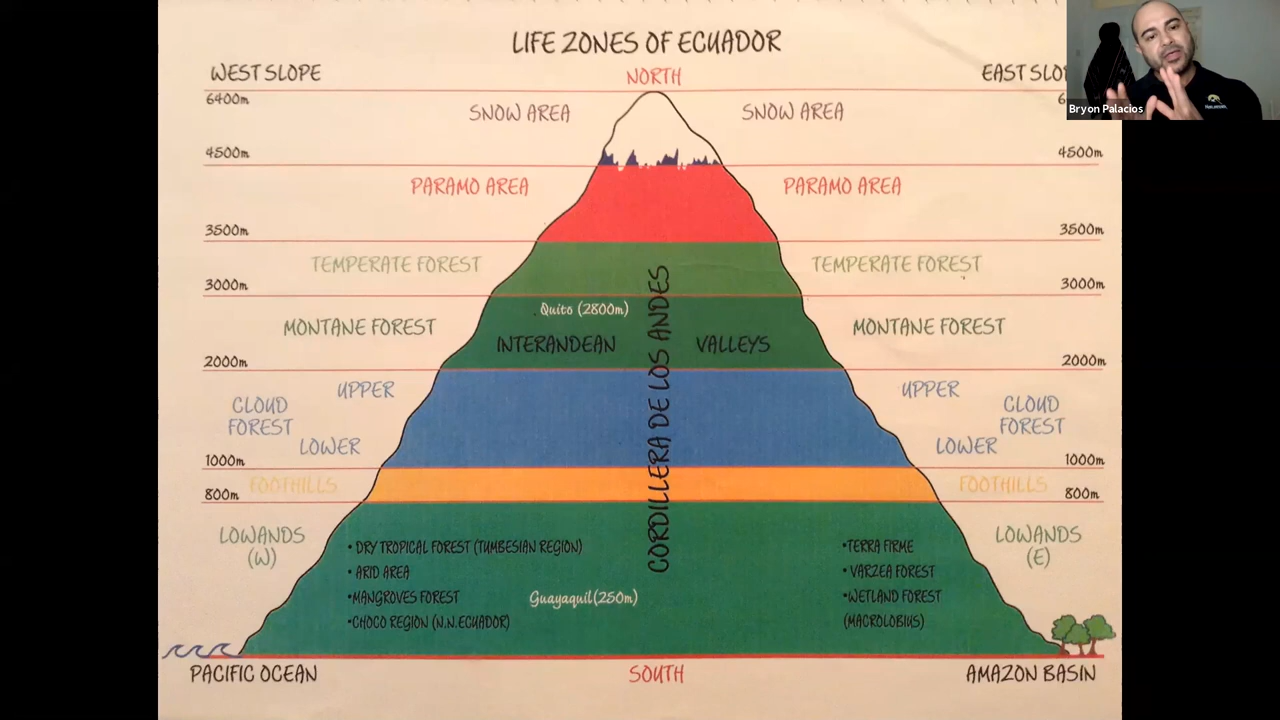 LIFE ZONES OF ECUADOR
WEST SLOPE
NORTH
EAST SLOP
6400m
SNOW AREA
SNOW AREA
4500m
4500m
PARAMO AREA
PARAMO AREA
3500m
3500m
TEMPERATE FOREST
TEMPERATE FOREST
3000m
3000m
Quito (2800m)
MONTANE FOREST
INTERANDEAN
VALLEYS
MONTANE FOREST
2000m
2000m
UPPER
UPPER
CLOUD
FOREST
CLOUD
FOREST
LOWER
LOWER
CORDILLERA DE LOS ANDES
1000m
1000m
FOOTHILLS
FOOTHILLS
800m
800m
LOWANDS
(W)
LOWANDS
(E)
• DRY TROPICAL FOREST (TUMBESIAN REGION)
• ARID AREA
•MANGROVES FOREST
•CHOCO REGION (N.N.ECUADOR)
Guayaquil(250m)
•TERRA FIRME
• VARZEA FOREST
•WETLAND FOREST
(MACROLOBIUS)
PACIFIC OCEAN
SOUTH
AMAZON BASIN
Bryon Palacios